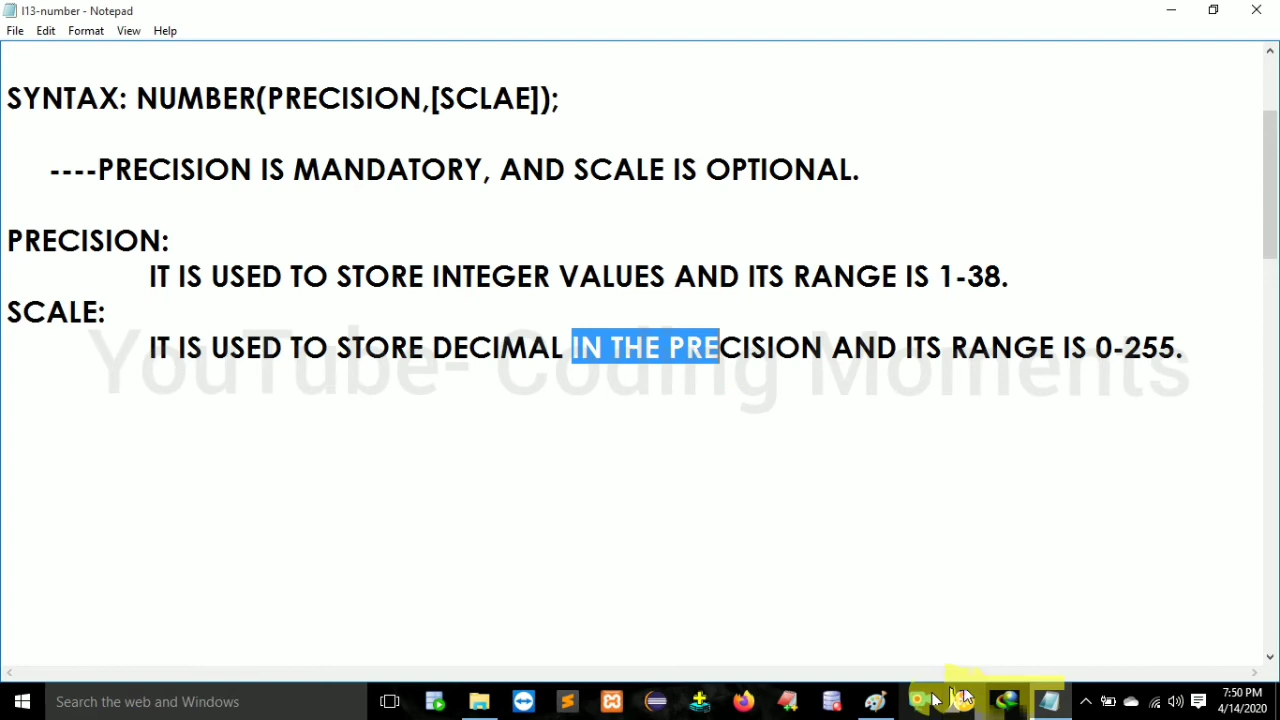 l13-number - Notepad
File Edit Format View Help
SYNTAX: NUMBER(PRECISION,[SCLAE]);
----PRECISION IS MANDATORY, AND SCALE IS OPTIONAL.
PRECISION:
IT IS USED TO STORE INTEGER VALUES AND ITS RANGE IS 1-38.
SCALE:
IT IS USED TO STORE DECIMAL IN THE PRECISION AND ITS RANGE IS 0-255.
YouTube- Coding Moments
Search the web and Windows
7:50 PM
4/14/2020